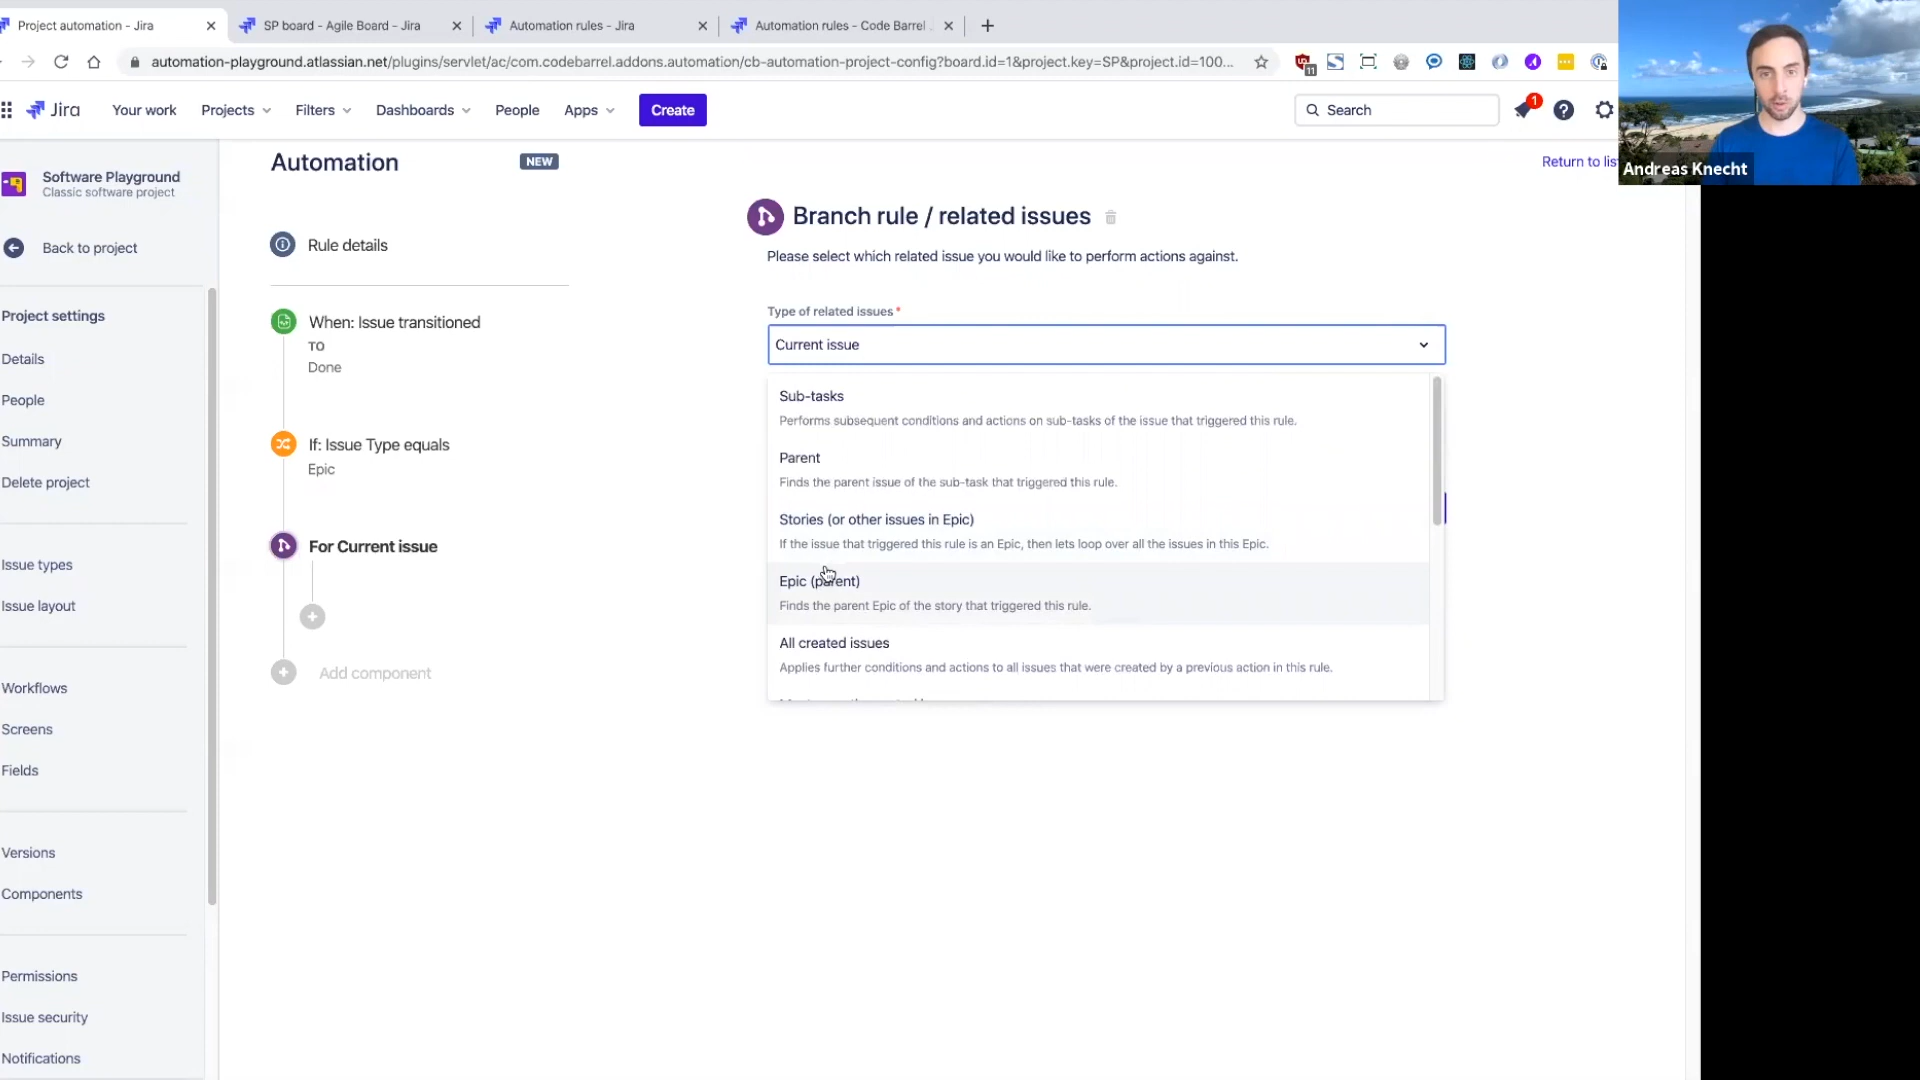 Project automation - Jira
SP board - Agile Board - Jira
Automation rules - Jira
Automation rules - Code Barrel
automation-playground.atlassian.net/plugins/servlet/ac/com.codebarrel.addons.automation/cb-automation-project-config?board.id=1&project.key=SP&project.id=100...
11
Jira
Your work
Projects
Filters
Dashboards
People
Apps
Create
Search
1
Andreas Knecht
Software Playground
Classic software project
Back to project
Project settings
Details
People
Summary
Delete project
Issue types
Issue layout
Workflows
Screens
Fields
Versions
Components
Permissions
Issue security
Notifications
Automation
NEW
Return to lis
Rule details
When: Issue transitioned
TO
Done
If: Issue Type equals
Epic
For Current issue
Add component
Branch rule / related issues
Please select which related issue you would like to perform actions against.
Type of related issues *
Current issue
Sub-tasks
Performs subsequent conditions and actions on sub-tasks of the issue that triggered this rule.
Parent
Finds the parent issue of the sub-task that triggered this rule.
Stories (or other issues in Epic)
If the issue that triggered this rule is an Epic, then lets loop over all the issues in this Epic.
Epic (parent)
Finds the parent Epic of the story that triggered this rule.
All created issues
Applies further conditions and actions to all issues that were created by a previous action in this rule.